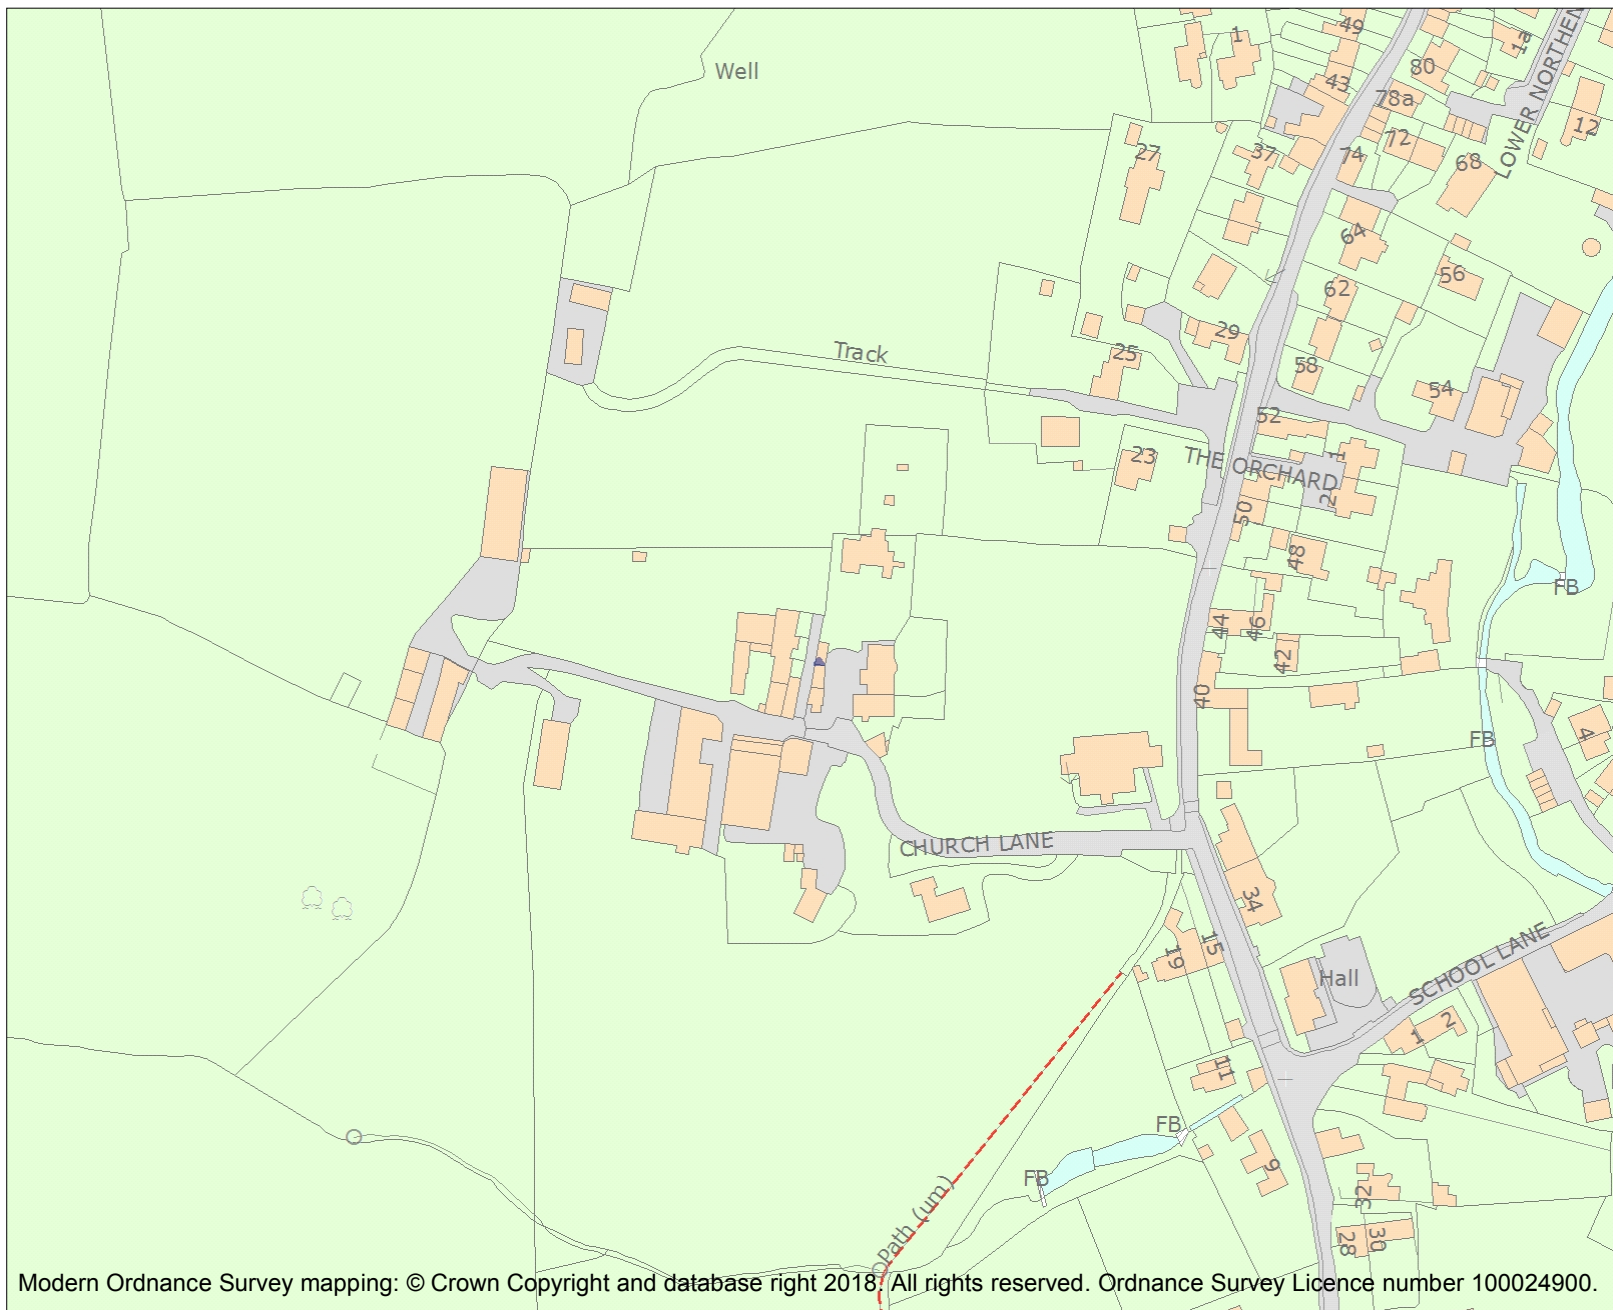 49
1
1a
LOWER NORTHEN
80
Well
43
78a
12
72
37
74
27
68
64
56
62
29
Track
25
58
54
52
23
THE ORCHARD
1
2
50
48
FB
44
46
42
40
FB
4
CHURCH LANE
34
15
19
SCHOOL LANE
Hall
2
1
11
FB
9
FB
32
Path (um)
30
28
Modern Ordnance Survey mapping: © Crown Copyright and database right 2018. All rights reserved. Ordnance Survey Licence number 100024900.